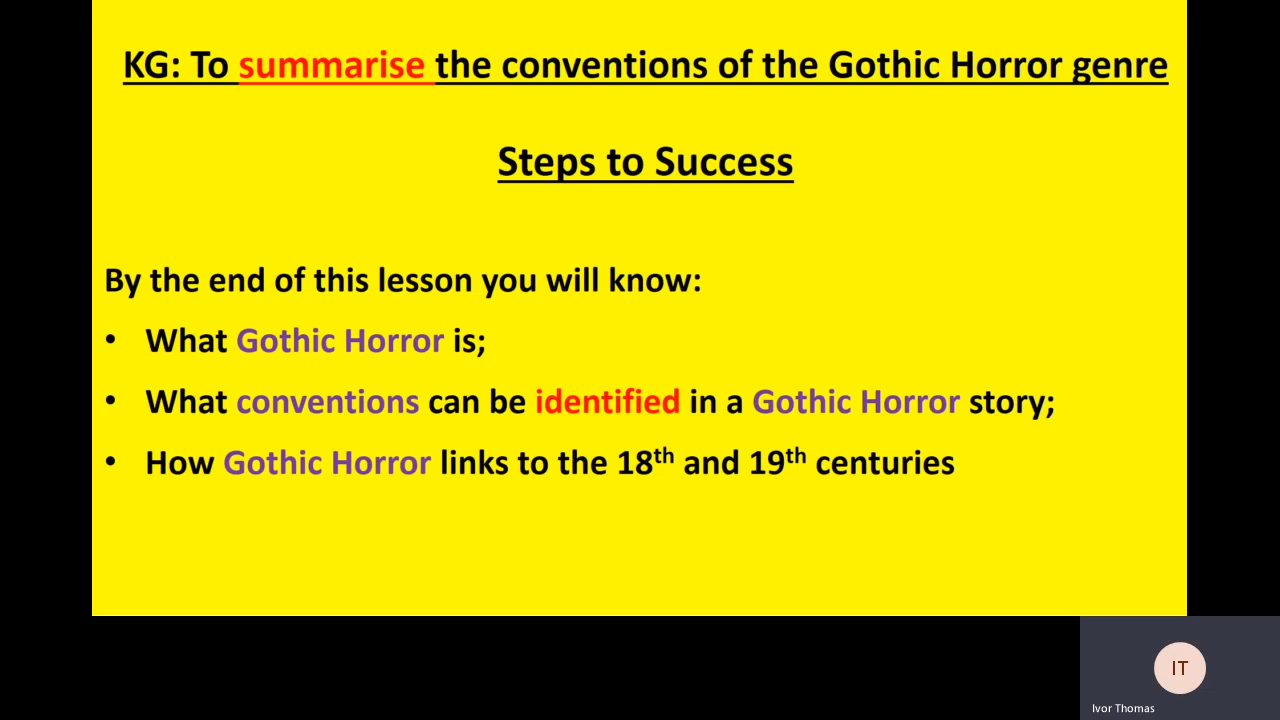 KG: To summarise the conventions of the Gothic Horror genre
Steps to Success
By the end of this lesson you will know:
• What Gothic Horror is;
• What conventions can be identified in a Gothic Horror story;
• How Gothic Horror links to the 18th and 19th centuries
IT
Ivor Thomas